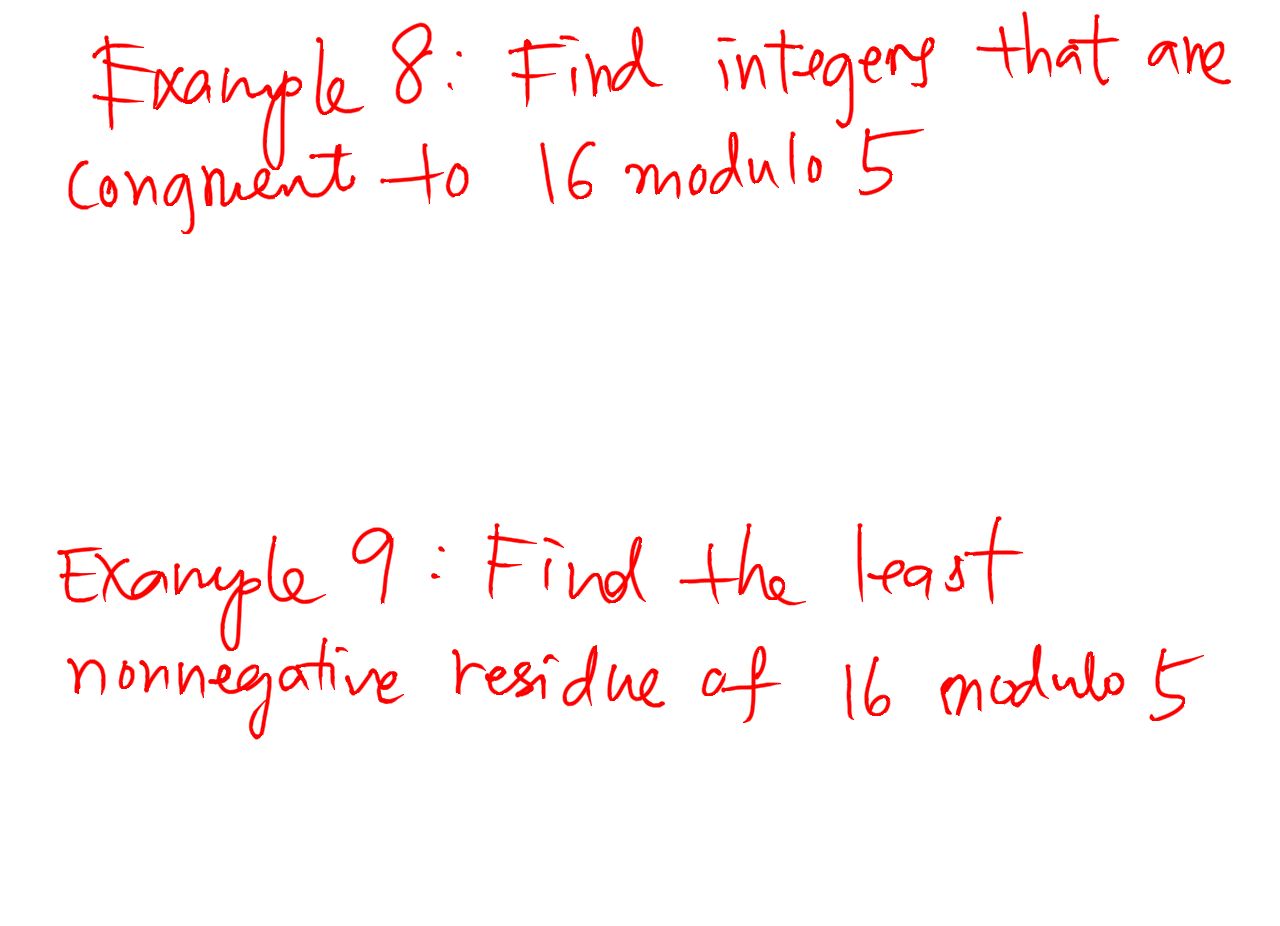 Example 8: Find integers that are
congruent to 16 modulo 5
Example 9: Find the least
nonnegative residue of 16 modulo 5